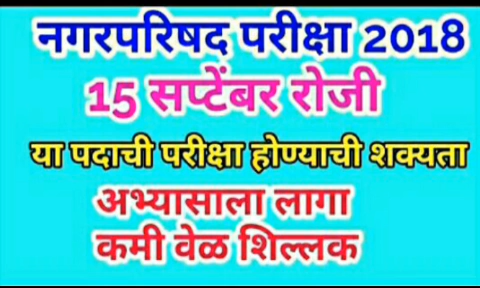 नगरपरिषद परीक्षा 2018
15 सप्टेंबर रोजी
या पदाची परीक्षा होण्याची शक्यता
अभ्यासाला लागा
कमी वेळ शिल्लक